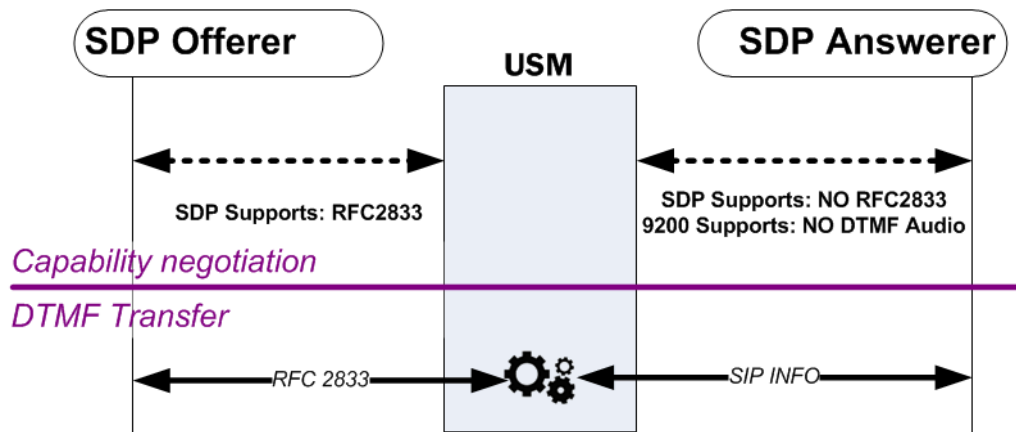 SDP Offerer
USM
SDP Answerer
SDP Supports: RFC2833
SDP Supports: NO RFC2833
9200 Supports: NO DTMF Audio
Capability negotiation
DTMF Transfer
RFC 2833
SIP INFO